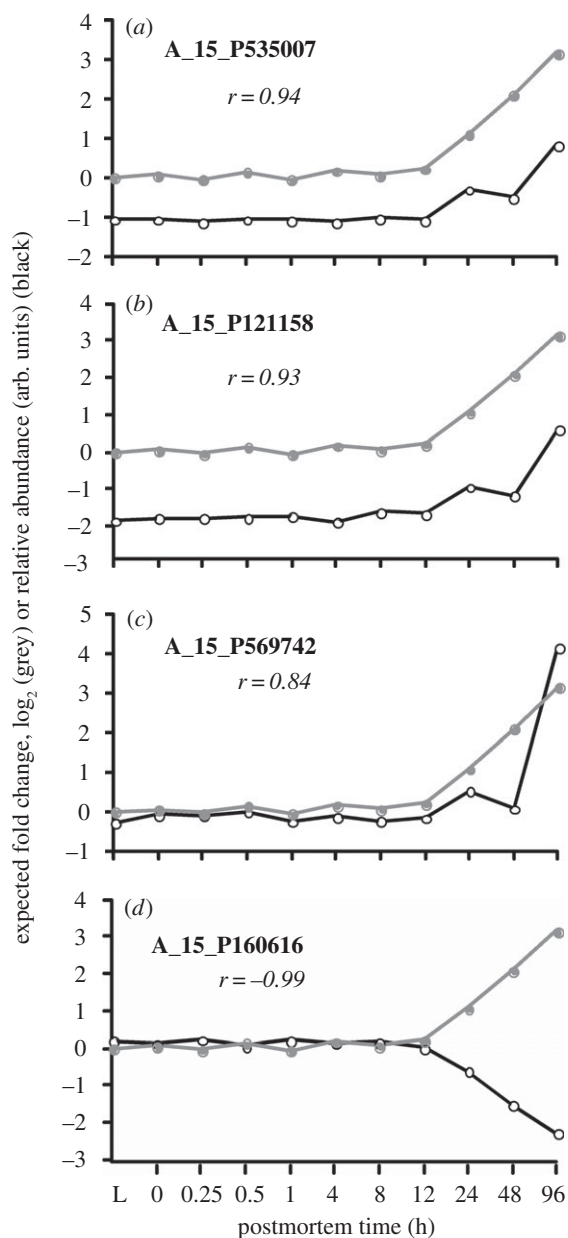 expected fold change, log₂ (grey) or relative abundance (arb. units) (black)
(a)
A_15_P535007
r = 0.94
4
3
2
1
0
–1
–2
(b)
A_15_P121158
r = 0.93
4
3
2
1
0
–1
–2
–3
(c)
A_15_P569742
r = 0.84
5
4
3
2
1
0
–1
(d)
A_15_P160616
r = –0.99
4
3
2
1
0
–1
–2
–3
L 0 0.25 0.5 1 4 8 12 24 48 96
postmortem time (h)